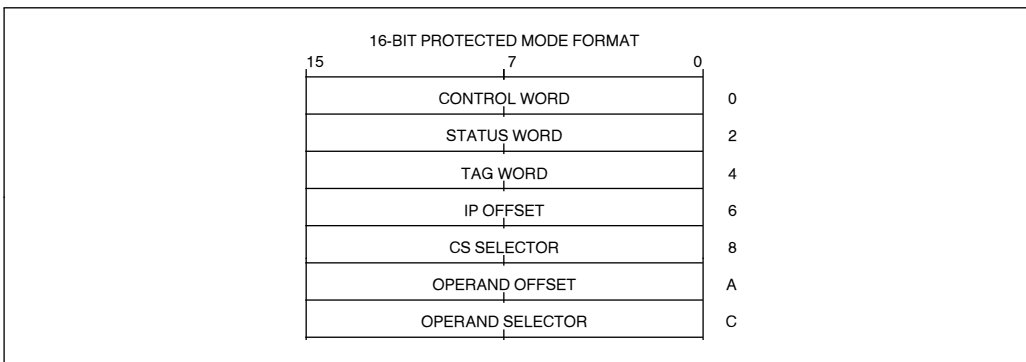 16-BIT PROTECTED MODE FORMAT
15 7 0
CONTROL WORD 0
STATUS WORD 2
TAG WORD 4
IP OFFSET 6
CS SELECTOR 8
OPERAND OFFSET A
OPERAND SELECTOR C